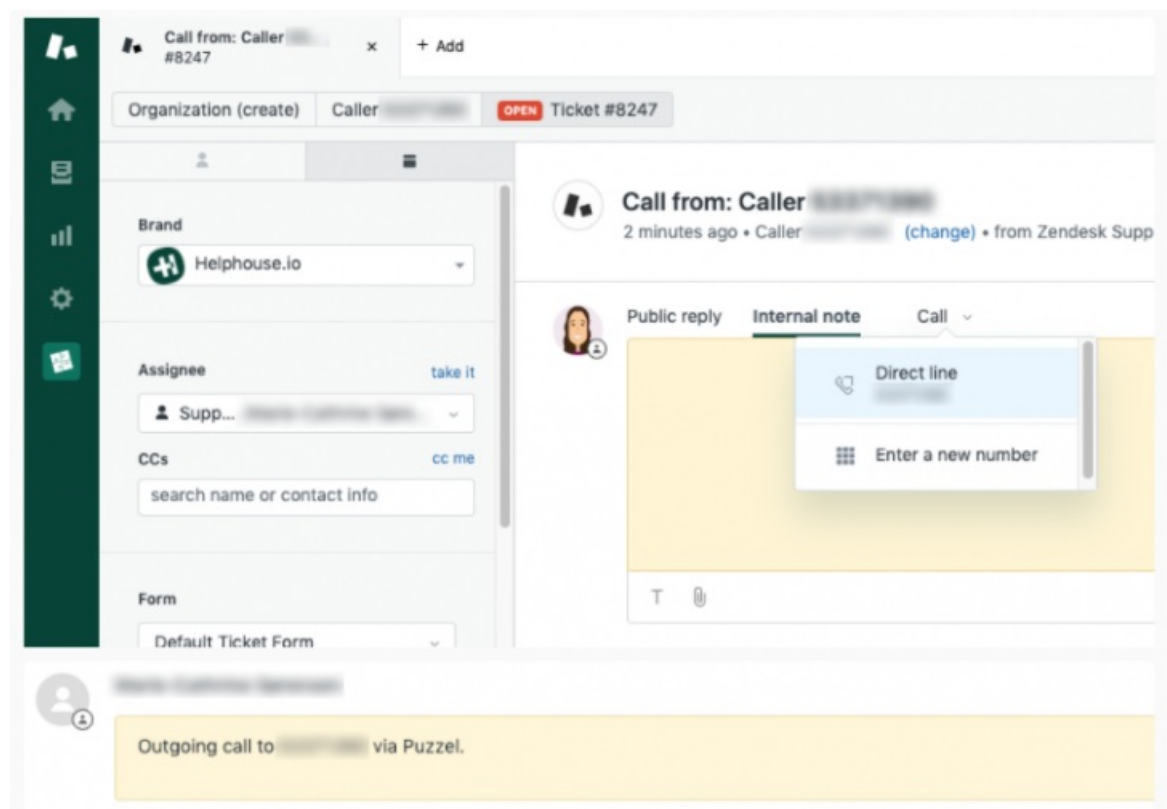 Call from: Caller
#8247
×
+ Add
Organization (create)
Caller
OPEN Ticket #8247
Brand
Helphouse.io
Assignee
take it
Supp...
CCs
cc me
search name or contact info
Form
Default Ticket Form
Call from: Caller
2 minutes ago • Caller (change) • from Zendesk Supp
Public reply
Internal note
Call
Direct line
Enter a new number
T
Outgoing call to via Puzzel.